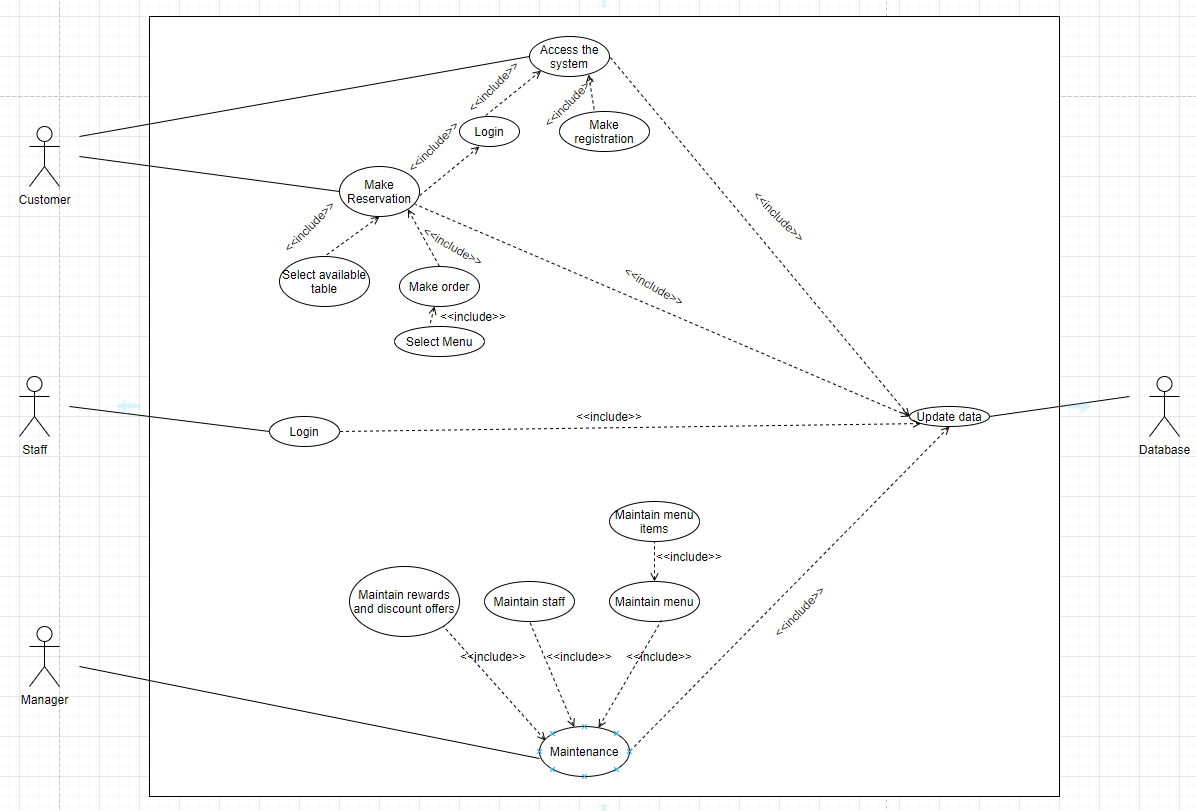 Access the
system
<<include>>
<<include>>
Login
Make
registration
<<include>>
Customer
Make
Reservation
<<include>>
<<include>>
<<include>>
<<include>>
Select available
table
Make order
<<include>>
Select Menu
<<include>>
Staff
Login
<<include>>
Update data
Database
Maintain menu
items
<<include>>
Maintain rewards
and discount offers
Maintain staff
Maintain menu
<<include>>
<<include>>
<<include>>
<<include>>
Manager
Maintenance